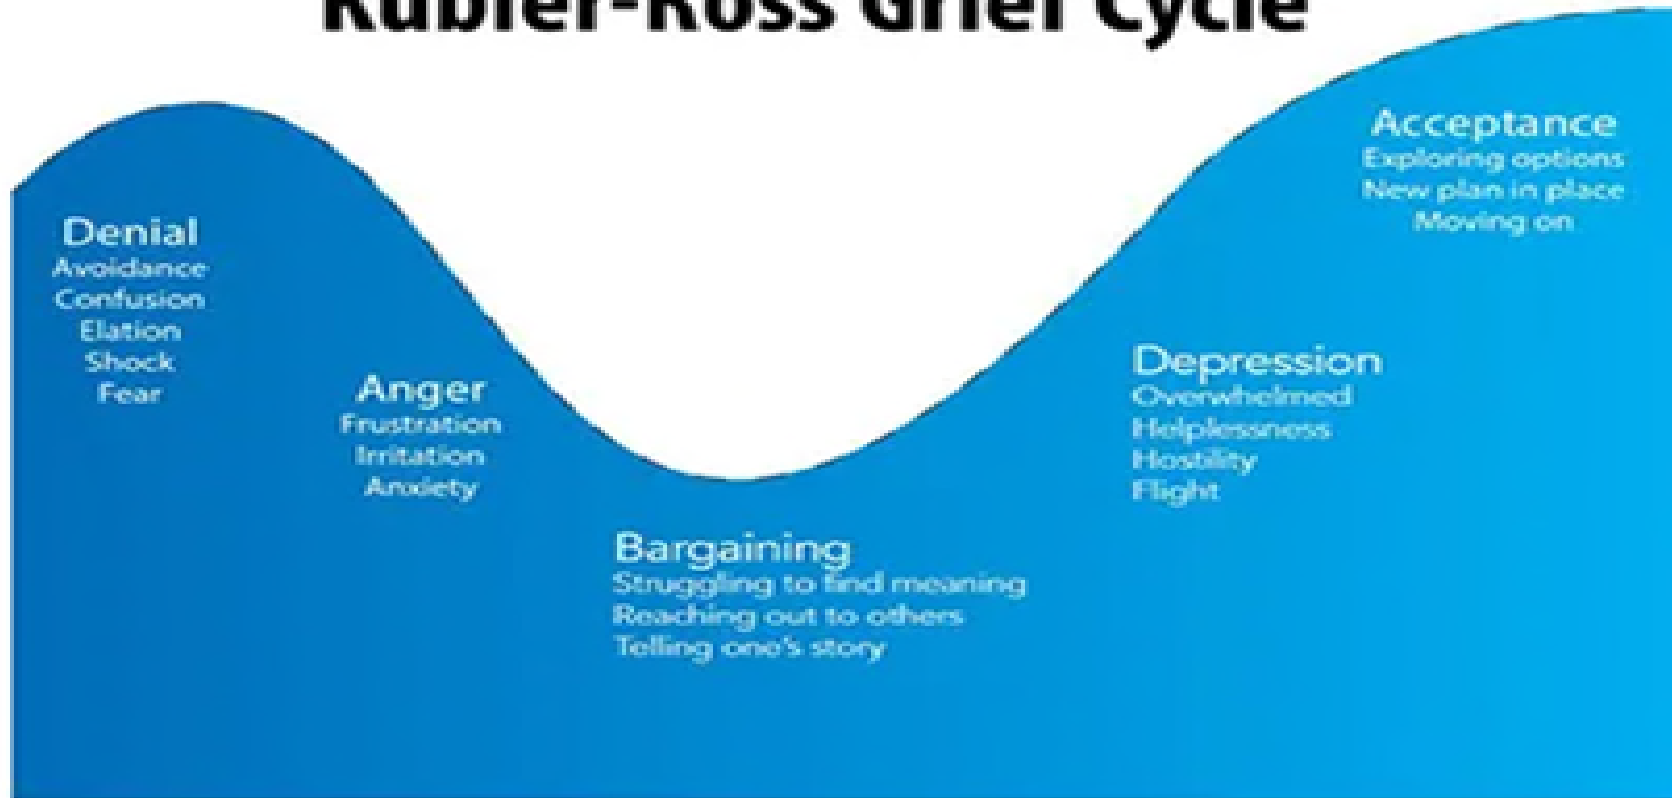 Kübler-Ross Grief Cycle
Denial
Avoidance
Confusion
Elation
Shock
Fear
Anger
Frustration
Irritation
Anxiety
Bargaining
Struggling to find meaning
Reaching out to others
Telling one's story
Depression
Overwhelmed
Helplessness
Hostility
Flight
Acceptance
Exploring options
New plan in place
Moving on